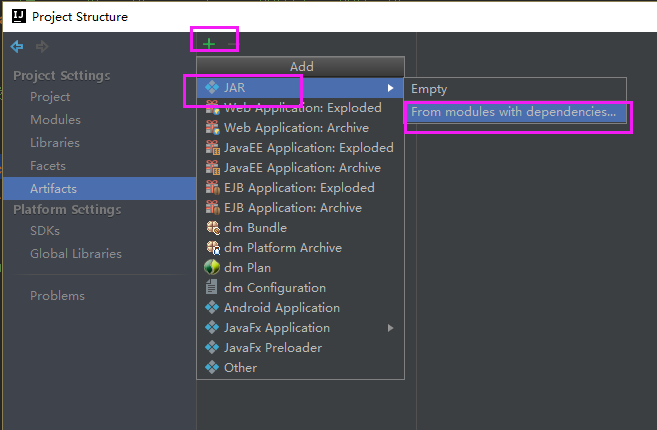 IJ Project Structure
Project Settings
Project
Modules
Libraries
Facets
Artifacts
Platform Settings
SDKs
Global Libraries
Problems
Add
JAR
Web Application: Exploded
Web Application: Archive
JavaEE Application: Exploded
JavaEE Application: Archive
EJB Application: Exploded
EJB Application: Archive
dm Bundle
dm Platform Archive
dm Plan
dm Configuration
Android Application
JavaFx Application
JavaFx Preloader
Other
Empty
From modules with dependencies...